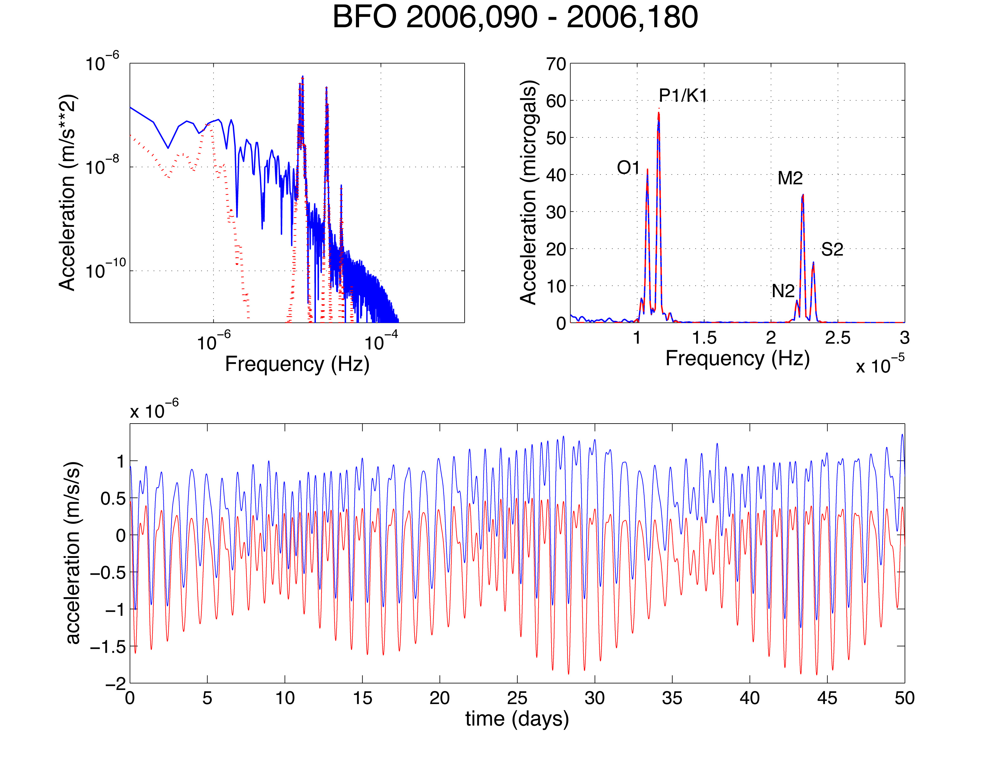 BFO 2006,090 - 2006,180
10−6
10−8
10−10
Acceleration (m/s**2)
10−6 10−4
Frequency (Hz)
70
60
50
40
30
20
10
0
Acceleration (microgals)
P1/K1
O1
M2
S2
N2
1 1.5 2 2.5 3
Frequency (Hz)
x 10−5
x 10−6
1
0.5
0
−0.5
−1
−1.5
−2
acceleration (m/s/s)
0 5 10 15 20 25 30 35 40 45 50
time (days)